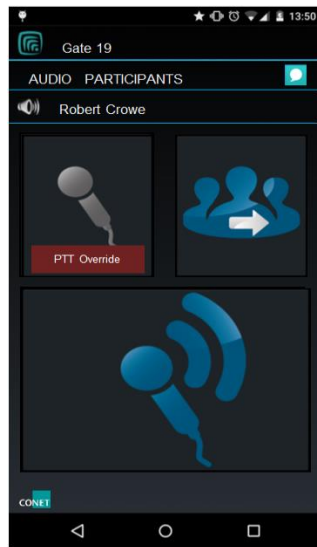 13:50
Gate 19
AUDIO PARTICIPANTS
Robert Crowe
PTT Override
CONET